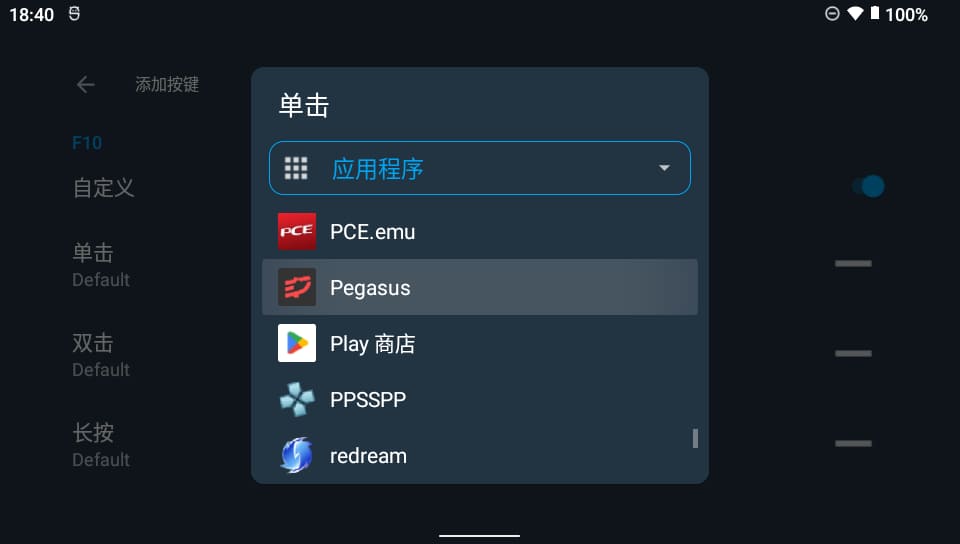 18:40
100%
添加按键
F10
自定义
单击
Default
双击
Default
长按
Default
单击
应用程序
PCE PCE.emu
Pegasus
Play 商店
PPSSPP
redream